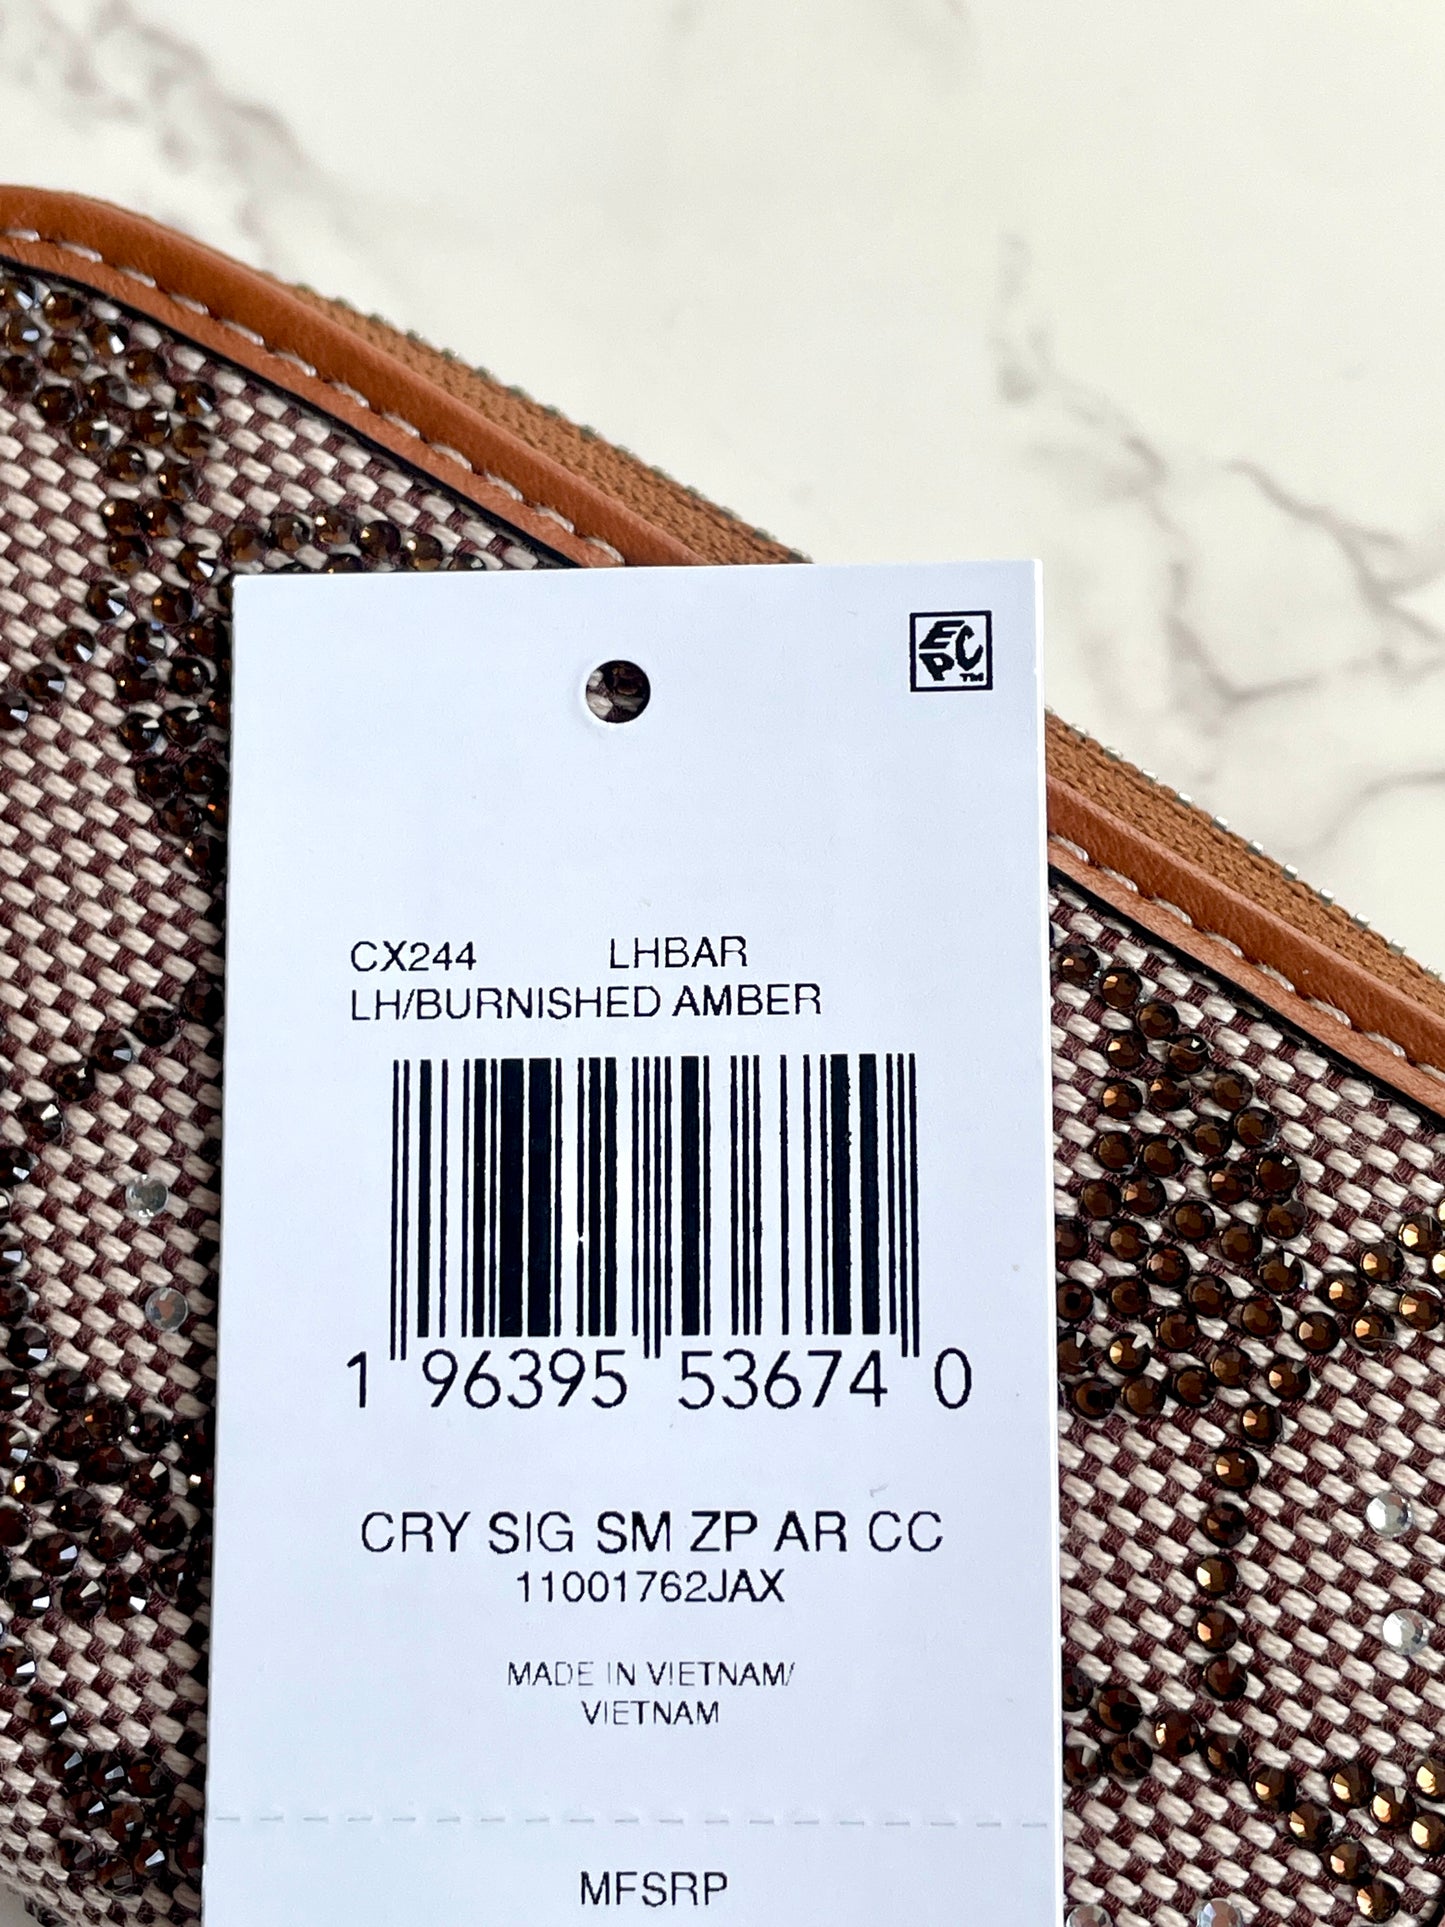 ECP™
CX244 LHBAR
LH/BURNISHED AMBER
1 96395 53674 0
CRY SIG SM ZP AR CC
11001762JAX
MADE IN VIETNAM/
VIETNAM
MFSRP